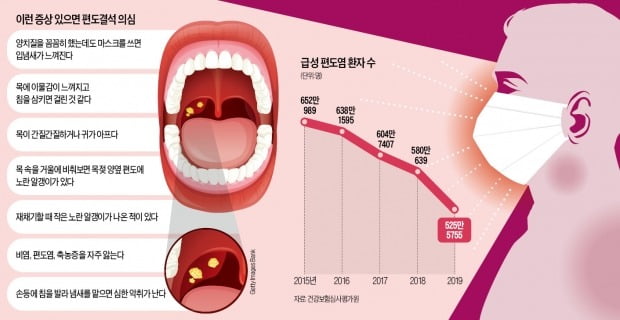 이런 증상 있으면 편도결석 의심
양치질을 꼼꼼히 했는데도 마스크를 쓰면
입냄새가 느껴진다
목에 이물감이 느껴지고
침을 삼키면 걸린 것 같다
목이 간질간질하거나 귀가 아프다
목 속을 거울에 비춰보면 목젖 양옆 편도에
노란 알갱이가 있다
재채기할 때 작은 노란 알갱이가 나온 적이 있다
비염, 편도염, 축농증을 자주 앓는다
손등에 침을 발라 냄새를 맡으면 심한 악취가 난다
Getty Images Bank
급성 편도염 환자 수
(단위:명)
652만
989
638만
1595
604만
7407
580만
639
525만
5755
2015년 2016 2017 2018 2019
자료: 건강보험심사평가원